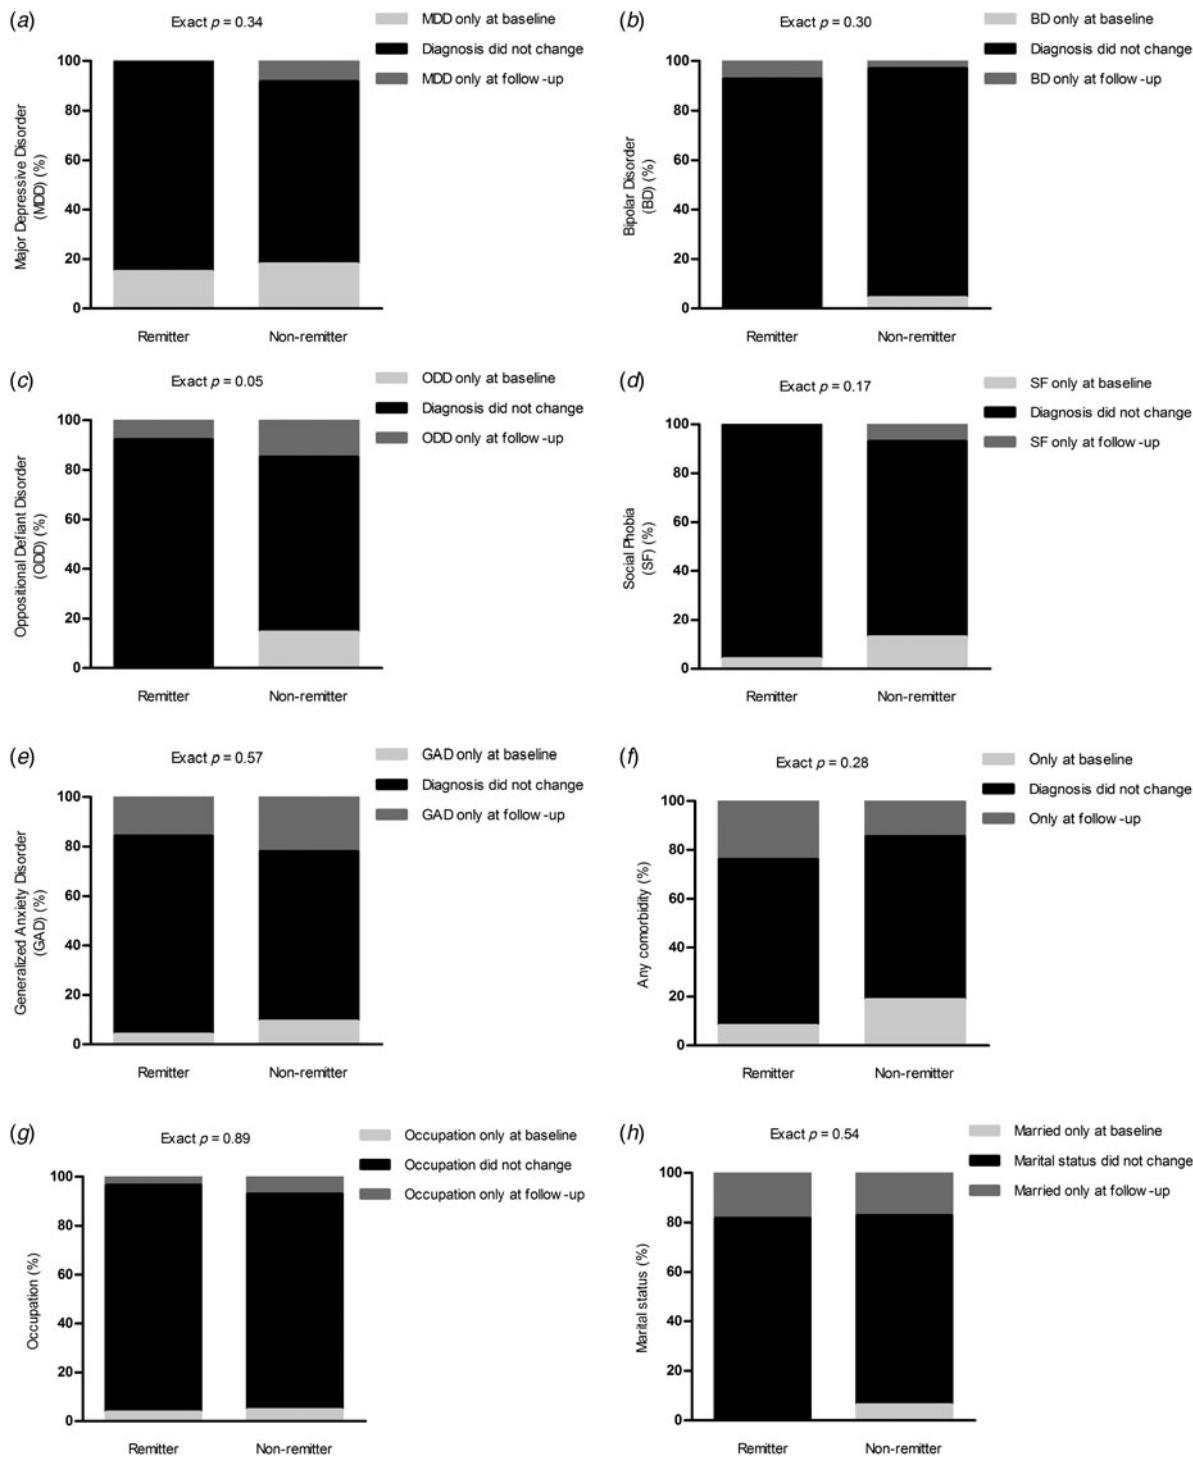 (a)
Exact p = 0.34
MDD only at baseline
Diagnosis did not change
MDD only at follow-up
Major Depressive Disorder
(MDD) (%)
100
80
60
40
20
0
Remitter
Non-remitter
(b)
Exact p = 0.30
BD only at baseline
Diagnosis did not change
BD only at follow-up
Bipolar Disorder
(BD) (%)
100
80
60
40
20
0
Remitter
Non-remitter
(c)
Exact p = 0.05
ODD only at baseline
Diagnosis did not change
ODD only at follow-up
Oppositional Defiant Disorder
(ODD) (%)
100
80
60
40
20
0
Remitter
Non-remitter
(d)
Exact p = 0.17
SF only at baseline
Diagnosis did not change
SF only at follow-up
Social Phobia
(SF) (%)
100
80
60
40
20
0
Remitter
Non-remitter
(e)
Exact p = 0.57
GAD only at baseline
Diagnosis did not change
GAD only at follow-up
Generalized Anxiety Disorder
(GAD) (%)
100
80
60
40
20
0
Remitter
Non-remitter
(f)
Exact p = 0.28
Only at baseline
Diagnosis did not change
Only at follow-up
Any comorbidity (%)
100
80
60
40
20
0
Remitter
Non-remitter
(g)
Exact p = 0.89
Occupation only at baseline
Occupation did not change
Occupation only at follow-up
Occupation (%)
100
80
60
40
20
0
Remitter
Non-remitter
(h)
Exact p = 0.54
Married only at baseline
Marital status did not change
Married only at follow-up
Marital status (%)
100
80
60
40
20
0
Remitter
Non-remitter